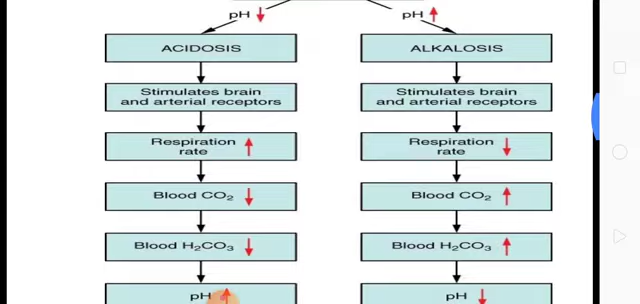 pH ↓ pH ↑
ACIDOSIS
ALKALOSIS
Stimulates brain
and arterial receptors
Stimulates brain
and arterial receptors
Respiration
rate ↑
Respiration
rate ↓
Blood CO₂ ↓
Blood CO₂ ↑
Blood H₂CO₃ ↓
Blood H₂CO₃ ↑
pH ↑
pH ↓